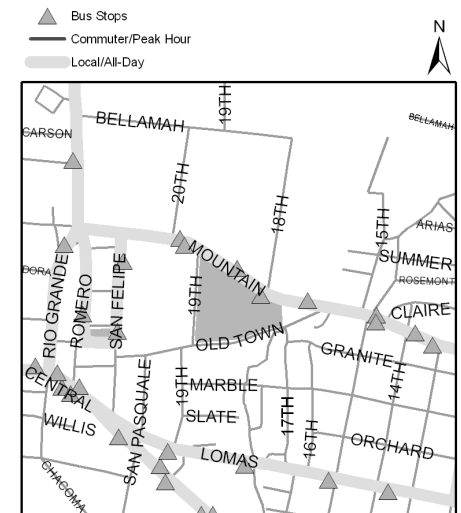 Bus Stops
Commuter/Peak Hour
Local/All-Day
N
19TH
BELLAMAH
BELLAMAH
CARSON
20TH
18TH
15TH
ARIAS
SUMMER
MOUNTAIN
DORA
ROSEMONT
RIO GRANDE
ROMERO
SAN FELIPE
19TH
CLAIRE
OLD TOWN
GRANITE
CENTRAL
SAN PASQUALE
19TH
MARBLE
14TH
SLATE
17TH
16TH
WILLIS
ORCHARD
LOMAS
CHACOMA